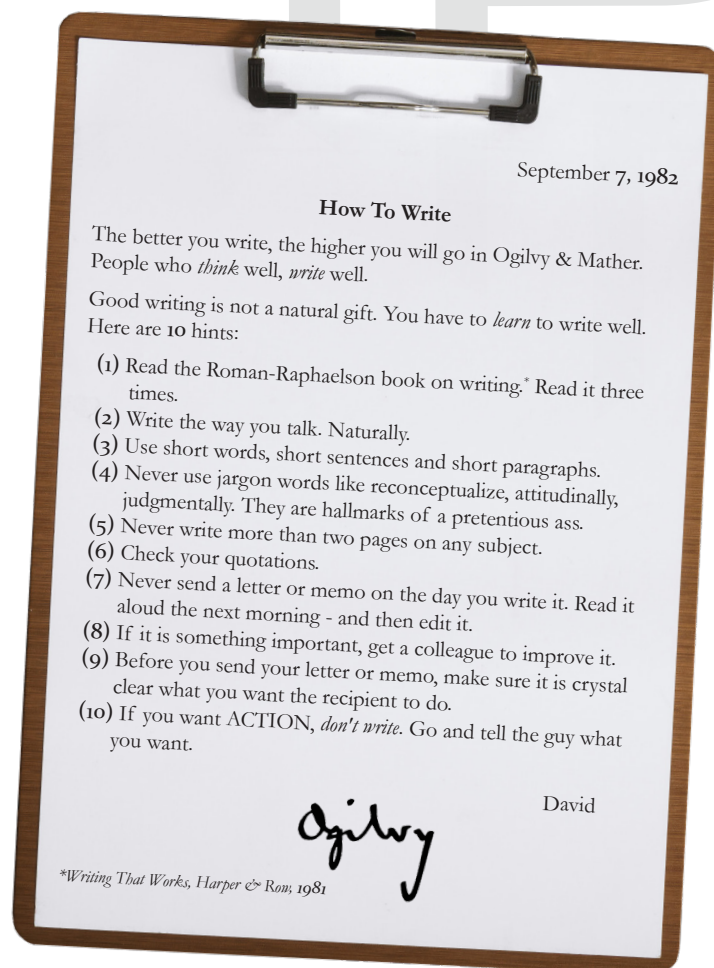 September 7, 1982
How To Write
The better you write, the higher you will go in Ogilvy & Mather.
People who think well, write well.
Good writing is not a natural gift. You have to learn to write well.
Here are 10 hints:
(1) Read the Roman-Raphaelson book on writing.* Read it three
times.
(2) Write the way you talk. Naturally.
(3) Use short words, short sentences and short paragraphs.
(4) Never use jargon words like reconceptualize, attitudinally,
judgmentally. They are hallmarks of a pretentious ass.
(5) Never write more than two pages on any subject.
(6) Check your quotations.
(7) Never send a letter or memo on the day you write it. Read it
aloud the next morning - and then edit it.
(8) If it is something important, get a colleague to improve it.
(9) Before you send your letter or memo, make sure it is crystal
clear what you want the recipient to do.
(10) If you want ACTION, don't write. Go and tell the guy what
you want.
David
Ogilvy
*Writing That Works, Harper & Row, 1981